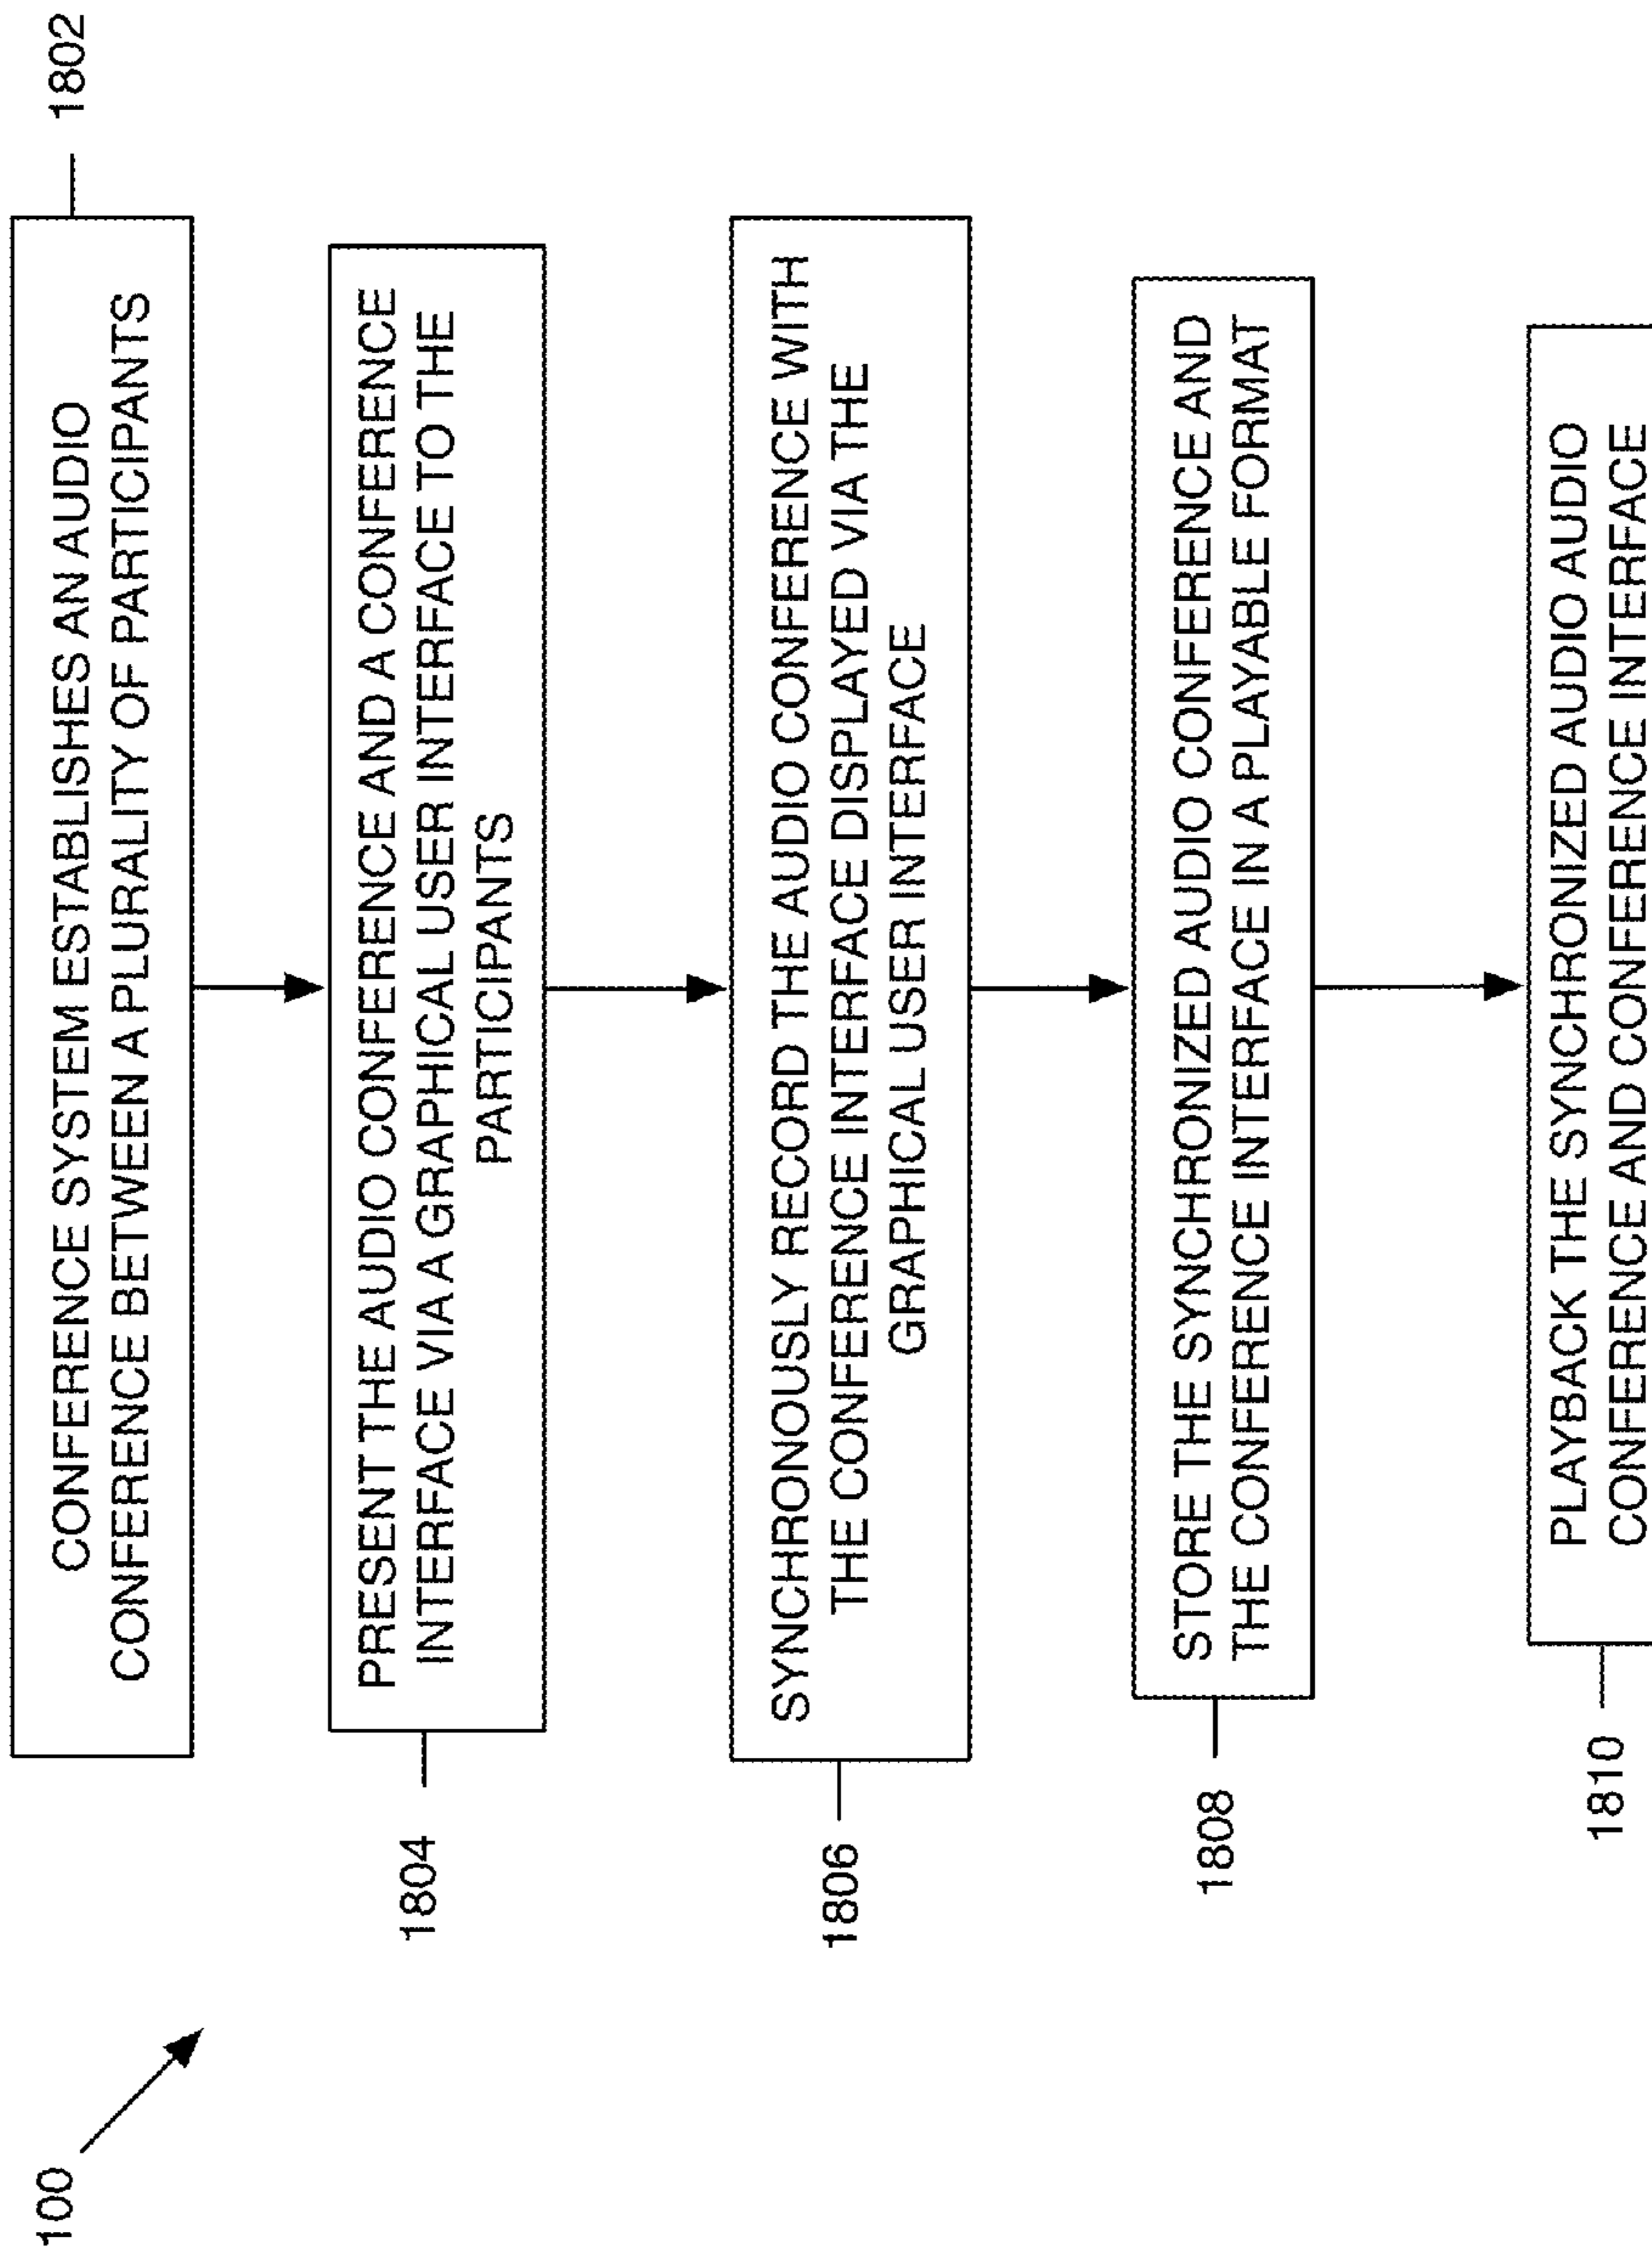 100
CONFERENCE SYSTEM ESTABLISHES AN AUDIO
CONFERENCE BETWEEN A PLURALITY OF PARTICIPANTS
1802
1804
PRESENT THE AUDIO CONFERENCE AND A CONFERENCE
INTERFACE VIA A GRAPHICAL USER INTERFACE TO THE
PARTICIPANTS
1806
SYNCHRONOUSLY RECORD THE AUDIO CONFERENCE WITH
THE CONFERENCE INTERFACE DISPLAYED VIA THE
GRAPHICAL USER INTERFACE
1808
STORE THE SYNCHRONIZED AUDIO CONFERENCE AND
THE CONFERENCE INTERFACE IN A PLAYABLE FORMAT
1810
PLAYBACK THE SYNCHRONIZED AUDIO
CONFERENCE AND CONFERENCE INTERFACE